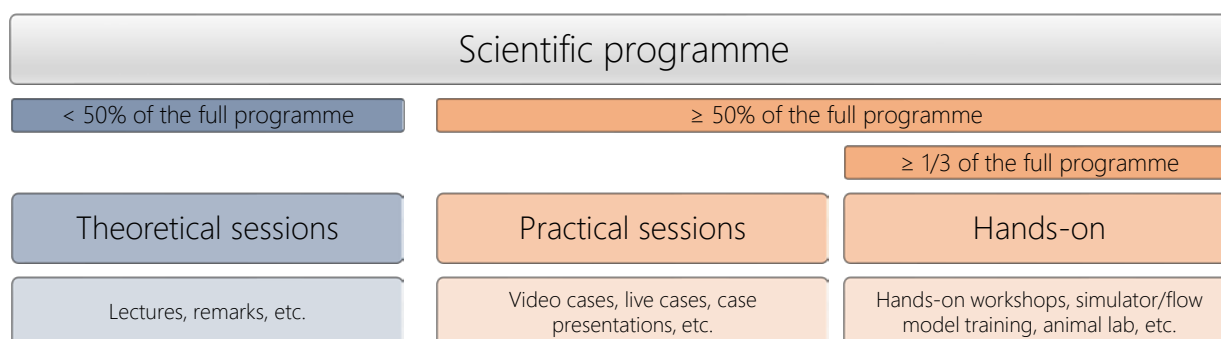 Scientific programme
< 50% of the full programme
≥ 50% of the full programme
≥ 1/3 of the full programme
Theoretical sessions
Practical sessions
Hands-on
Lectures, remarks, etc.
Video cases, live cases, case
presentations, etc.
Hands-on workshops, simulator/flow
model training, animal lab, etc.